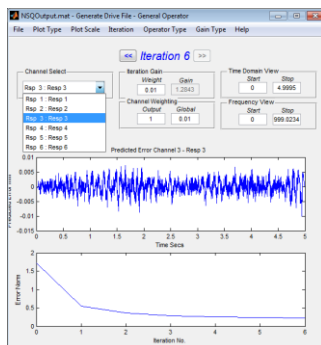 NSQOutput.mat - Generate Drive File - General Operator
File Plot Type Plot Scale Iteration Operator Type Gain Type Help
<< Iteration 6 >>
Channel Select
Rsp 3 : Resp 3
Rsp 1 : Resp 1
Rsp 2 : Resp 2
Rsp 3 : Resp 3
Rsp 4 : Resp 4
Rsp 5 : Resp 5
Rsp 6 : Resp 6
Iteration Gain
Weight Gain
0.01 1.2843
Channel Weighting
Output Global
1 0.01
Time Domain View
Start Stop
0 4.9995
Frequency View
Start Stop
0 999.0234
Predicted Error Channel 3 - Resp 3
0.01
0.005
0
-0.005
-0.01
-0.015
0 0.5 1 1.5 2 2.5 3 3.5 4 4.5 5
Time Secs
2
1.5
1
0.5
0
Error Norm
0 1 2 3 4 5 6
Iteration No.